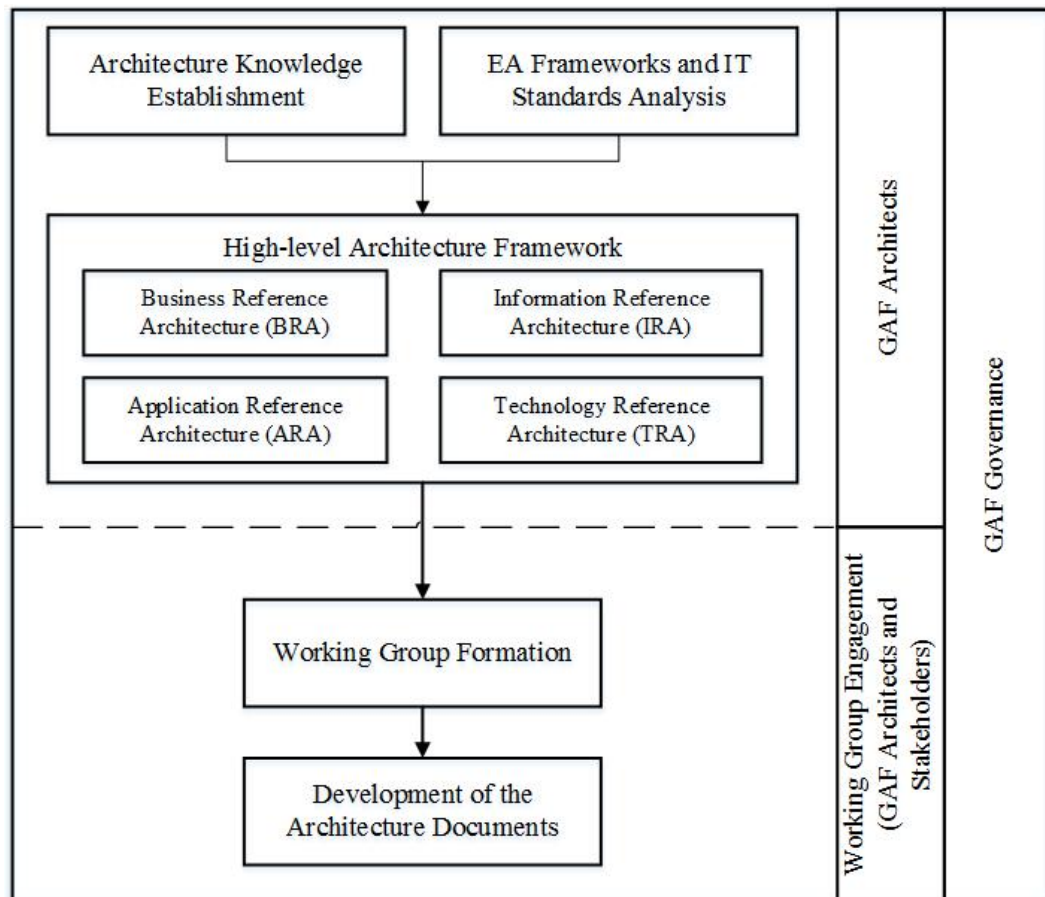 Architecture Knowledge
Establishment
EA Frameworks and IT
Standards Analysis
High-level Architecture Framework
Business Reference
Architecture (BRA)
Information Reference
Architecture (IRA)
Application Reference
Architecture (ARA)
Technology Reference
Architecture (TRA)
Working Group Formation
Development of the
Architecture Documents
GAF Architects
Working Group Engagement
(GAF Architects and
Stakeholders)
GAF Governance